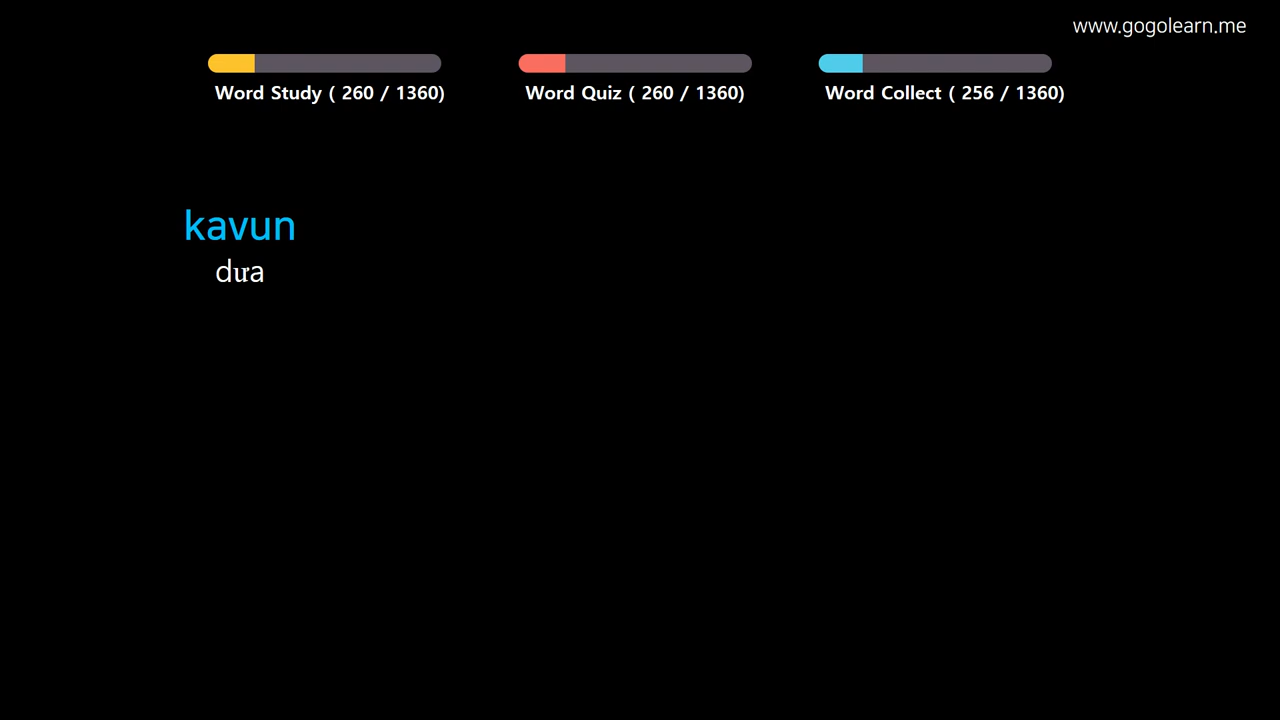 www.gogolearn.me
Word Study ( 260 / 1360)
Word Quiz ( 260 / 1360)
Word Collect ( 256 / 1360)
kavun
dưa